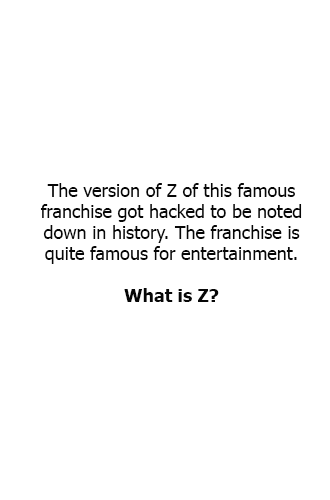 The version of Z of this famous
franchise got hacked to be noted
down in history. The franchise is
quite famous for entertainment.
What is Z?